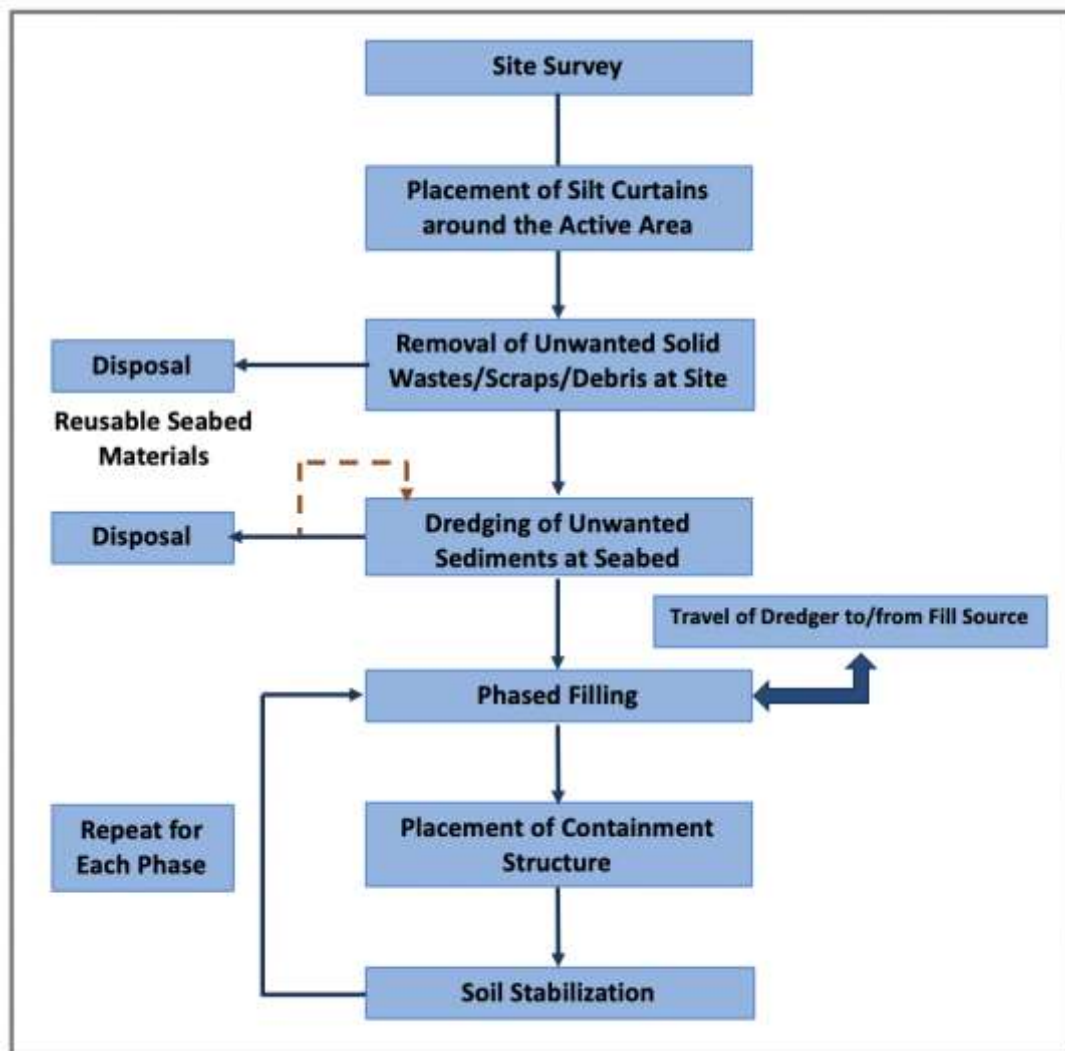 Site Survey
Placement of Silt Curtains
around the Active Area
Removal of Unwanted Solid
Wastes/Scraps/Debris at Site
Disposal
Reusable Seabed
Materials
Disposal
Dredging of Unwanted
Sediments at Seabed
Travel of Dredger to/from Fill Source
Phased Filling
Repeat for
Each Phase
Placement of Containment
Structure
Soil Stabilization